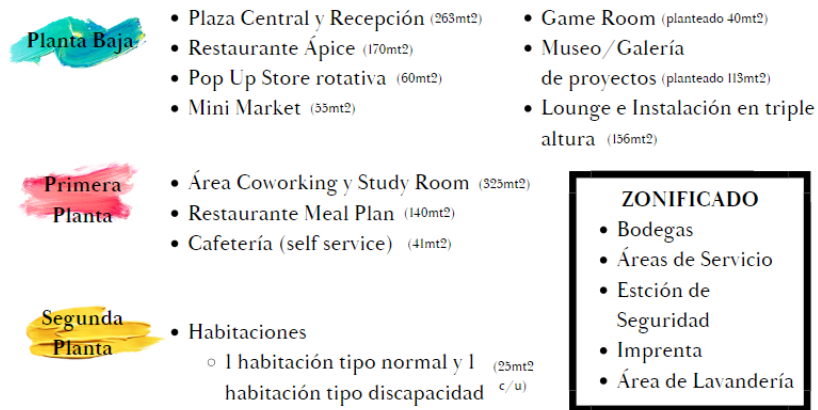 Planta Baja
• Plaza Central y Recepción (263mt2)
• Restaurante Ápice (170mt2)
• Pop Up Store rotativa (60mt2)
• Mini Market (55mt2)
• Game Room (planteado 40mt2)
• Museo/Galería
de proyectos (planteado 113mt2)
• Lounge e Instalación en triple
altura (156mt2)
Primera
Planta
• Área Coworking y Study Room (325mt2)
• Restaurante Meal Plan (140mt2)
• Cafetería (self service) (41mt2)
Segunda
Planta
• Habitaciones
○ 1 habitación tipo normal y 1
habitación tipo discapacidad
(25mt2
c/u)
ZONIFICADO
• Bodegas
• Áreas de Servicio
• Estción de
Seguridad
• Imprenta
• Área de Lavandería